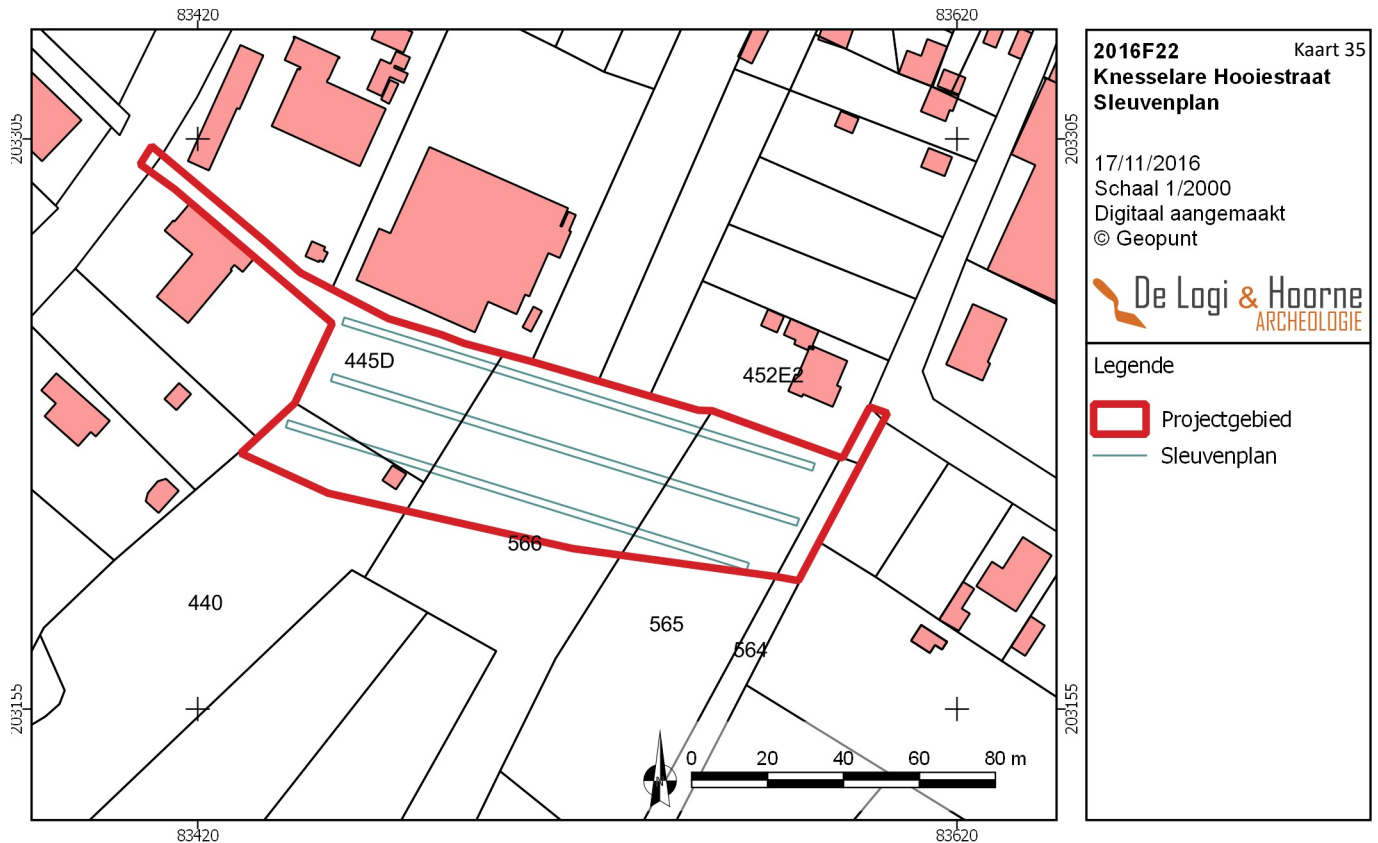 83420
83620
203305
203305
445D
452E2
566
440
565
564
203155
203155
0 20 40 60 80 m
N
83420
83620
2016F22 Kaart 35
Knesselare Hooiestraat
Sleuvenplan
17/11/2016
Schaal 1/2000
Digitaal aangemaakt
© Geopunt
De Logi & Hoorne
ARCHEOLOGIE
Legende
Projectgebied
Sleuvenplan